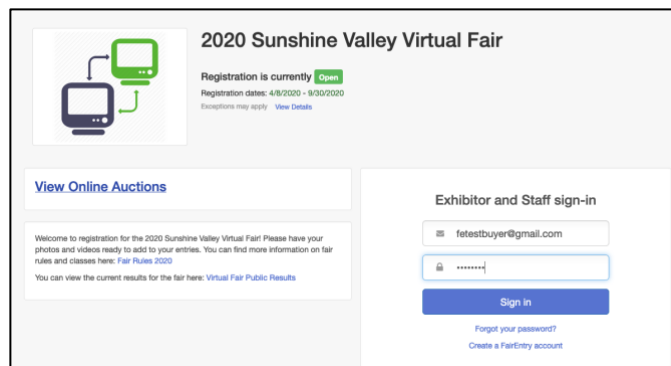 2020 Sunshine Valley Virtual Fair
Registration is currently Open
Registration dates: 4/8/2020 - 9/30/2020
Exceptions may apply View Details
View Online Auctions
Welcome to registration for the 2020 Sunshine Valley Virtual Fair! Please have your
photos and videos ready to add to your entries. You can find more information on fair
rules and classes here: Fair Rules 2020
You can view the current results for the fair here: Virtual Fair Public Results
Exhibitor and Staff sign-in
fetestbuyer@gmail.com
••••••••
Sign in
Forgot your password?
Create a FairEntry account